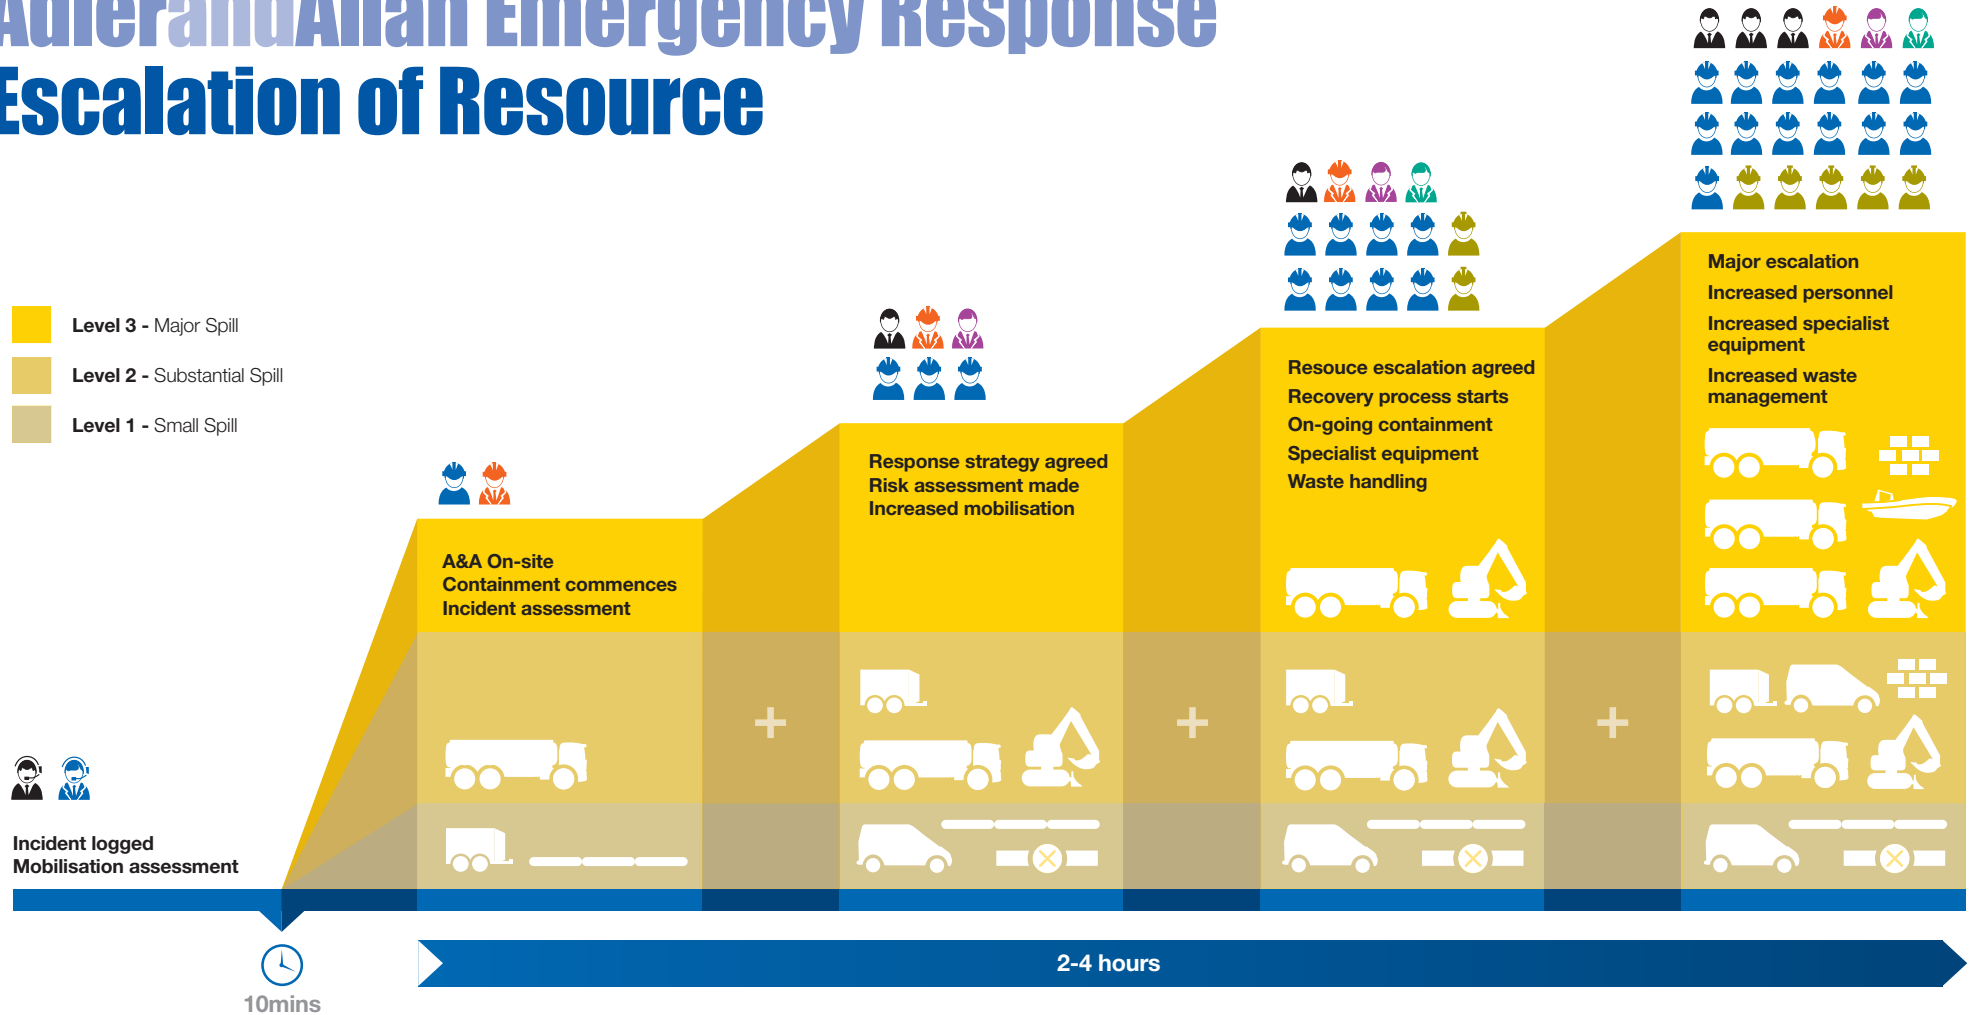 AdlerandAllan Emergency Response
Escalation of Resource
Level 3 - Major Spill
Level 2 - Substantial Spill
Level 1 - Small Spill
Incident logged
Mobilisation assessment
A&A On-site
Containment commences
Incident assessment
Response strategy agreed
Risk assessment made
Increased mobilisation
Resouce escalation agreed
Recovery process starts
On-going containment
Specialist equipment
Waste handling
Major escalation
Increased personnel
Increased specialist
equipment
Increased waste
management
+
+
+
10mins
2-4 hours